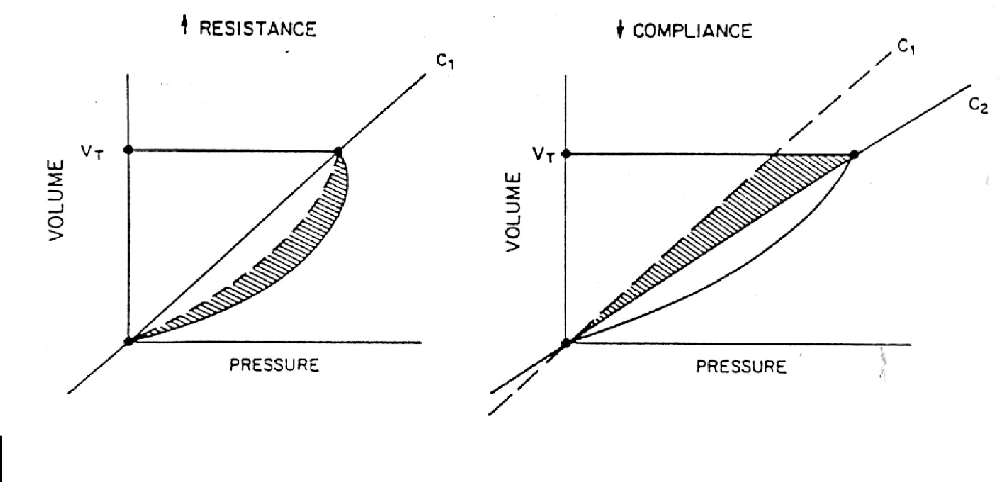 ↑ RESISTANCE
C1
VT
VOLUME
PRESSURE
↓ COMPLIANCE
C1
C2
VT
VOLUME
PRESSURE